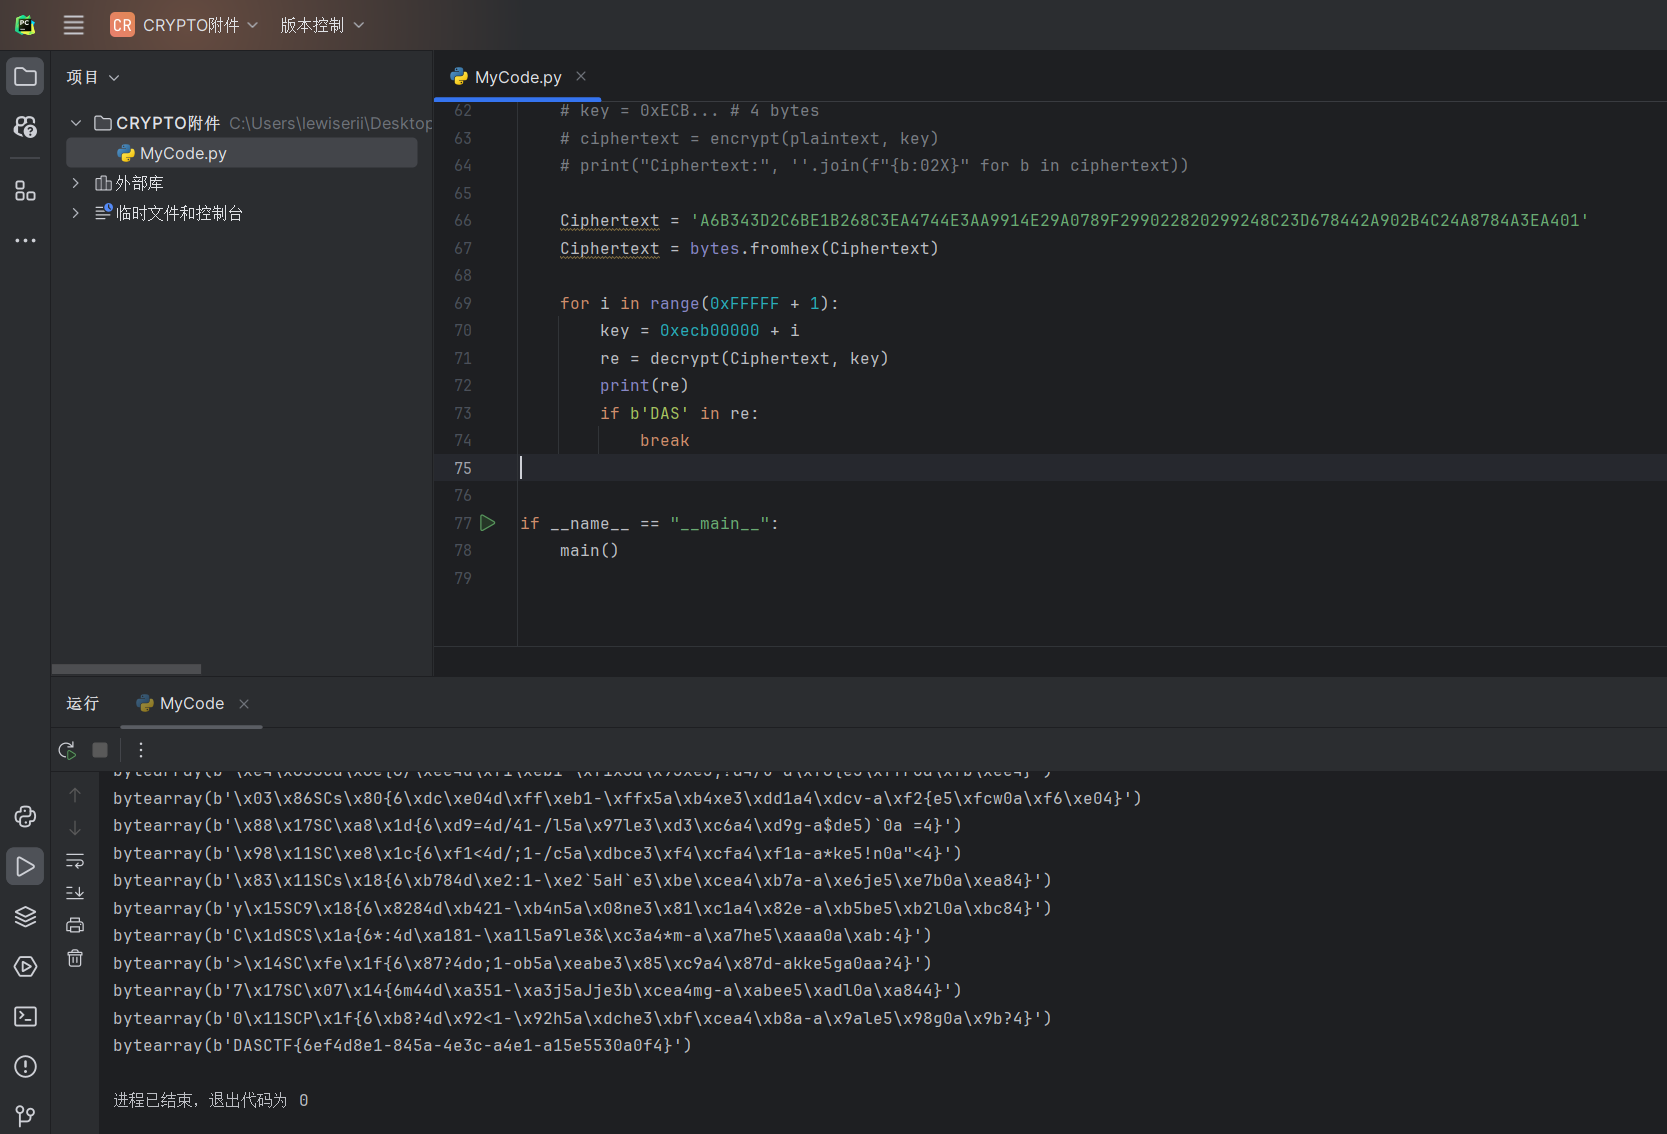 CR CRYPTO附件 版本控制
项目
CRYPTO附件 C:\Users\lewiserii\Desktop
MyCode.py
外部库
临时文件和控制台
MyCode.py
62 # key = 0xECB... # 4 bytes
63 # ciphertext = encrypt(plaintext, key)
64 # print("Ciphertext:", ''.join(f"{b:02X}" for b in ciphertext))
65
66 Ciphertext = 'A6B343D2C6BE1B268C3EA4744E3AA9914E29A0789F299022820299248C23D678442A902B4C24A8784A3EA401'
67 Ciphertext = bytes.fromhex(Ciphertext)
68
69 for i in range(0xFFFFF + 1):
70 key = 0xecb00000 + i
71 re = decrypt(Ciphertext, key)
72 print(re)
73 if b'DAS' in re:
74 break
75
76
77 if __name__ == "__main__":
78 main()
79
运行 MyCode
bytearray(b'\x03\x86SCs\x80{6\xdc\xe04d\xff\xeb1-\xffx5a\xb4xe3\xdd1a4\xdcv-a\xf2{e5\xfcw0a\xf6\xe04}')
bytearray(b'\x88\x17SC\xa8\x1d{6\xd9=4d/41-/l5a\x97le3\xd3\xc6a4\xd9g-a$de5)`0a =4}')
bytearray(b'\x98\x11SC\xe8\x1c{6\xf1<4d/;1-/c5a\xdbce3\xf4\xcfa4\xf1a-a*ke5!n0a"<4}')
bytearray(b'\x83\x11SCs\x18{6\xb784d\xe2:1-\xe2`5aH`e3\xbe\xcea4\xb7a-a\xe6je5\xe7b0a\xea84}')
bytearray(b'y\x15SC9\x18{6\x8284d\xb421-\xb4n5a\x08ne3\x81\xc1a4\x82e-a\xb5be5\xb2l0a\xbc84}')
bytearray(b'C\x1dSCS\x1a{6*:4d\xa181-\xa1l5a9le3&\xc3a4*m-a\xa7he5\xaaa0a\xab:4}')
bytearray(b'>\x14SC\xfe\x1f{6\x87?4do;1-ob5a\xeabe3\x85\xc9a4\x87d-akke5ga0aa?4}')
bytearray(b'7\x17SC\x07\x14{6m44d\xa351-\xa3j5aJje3b\xcea4mg-a\xabee5\xadl0a\xa844}')
bytearray(b'0\x11SCP\x1f{6\xb8?4d\x92<1-\x92h5a\xdche3\xbf\xcea4\xb8a-a\x9ale5\x98g0a\x9b?4}')
bytearray(b'DASCTF{6ef4d8e1-845a-4e3c-a4e1-a15e5530a0f4}')
进程已结束，退出代码为 0